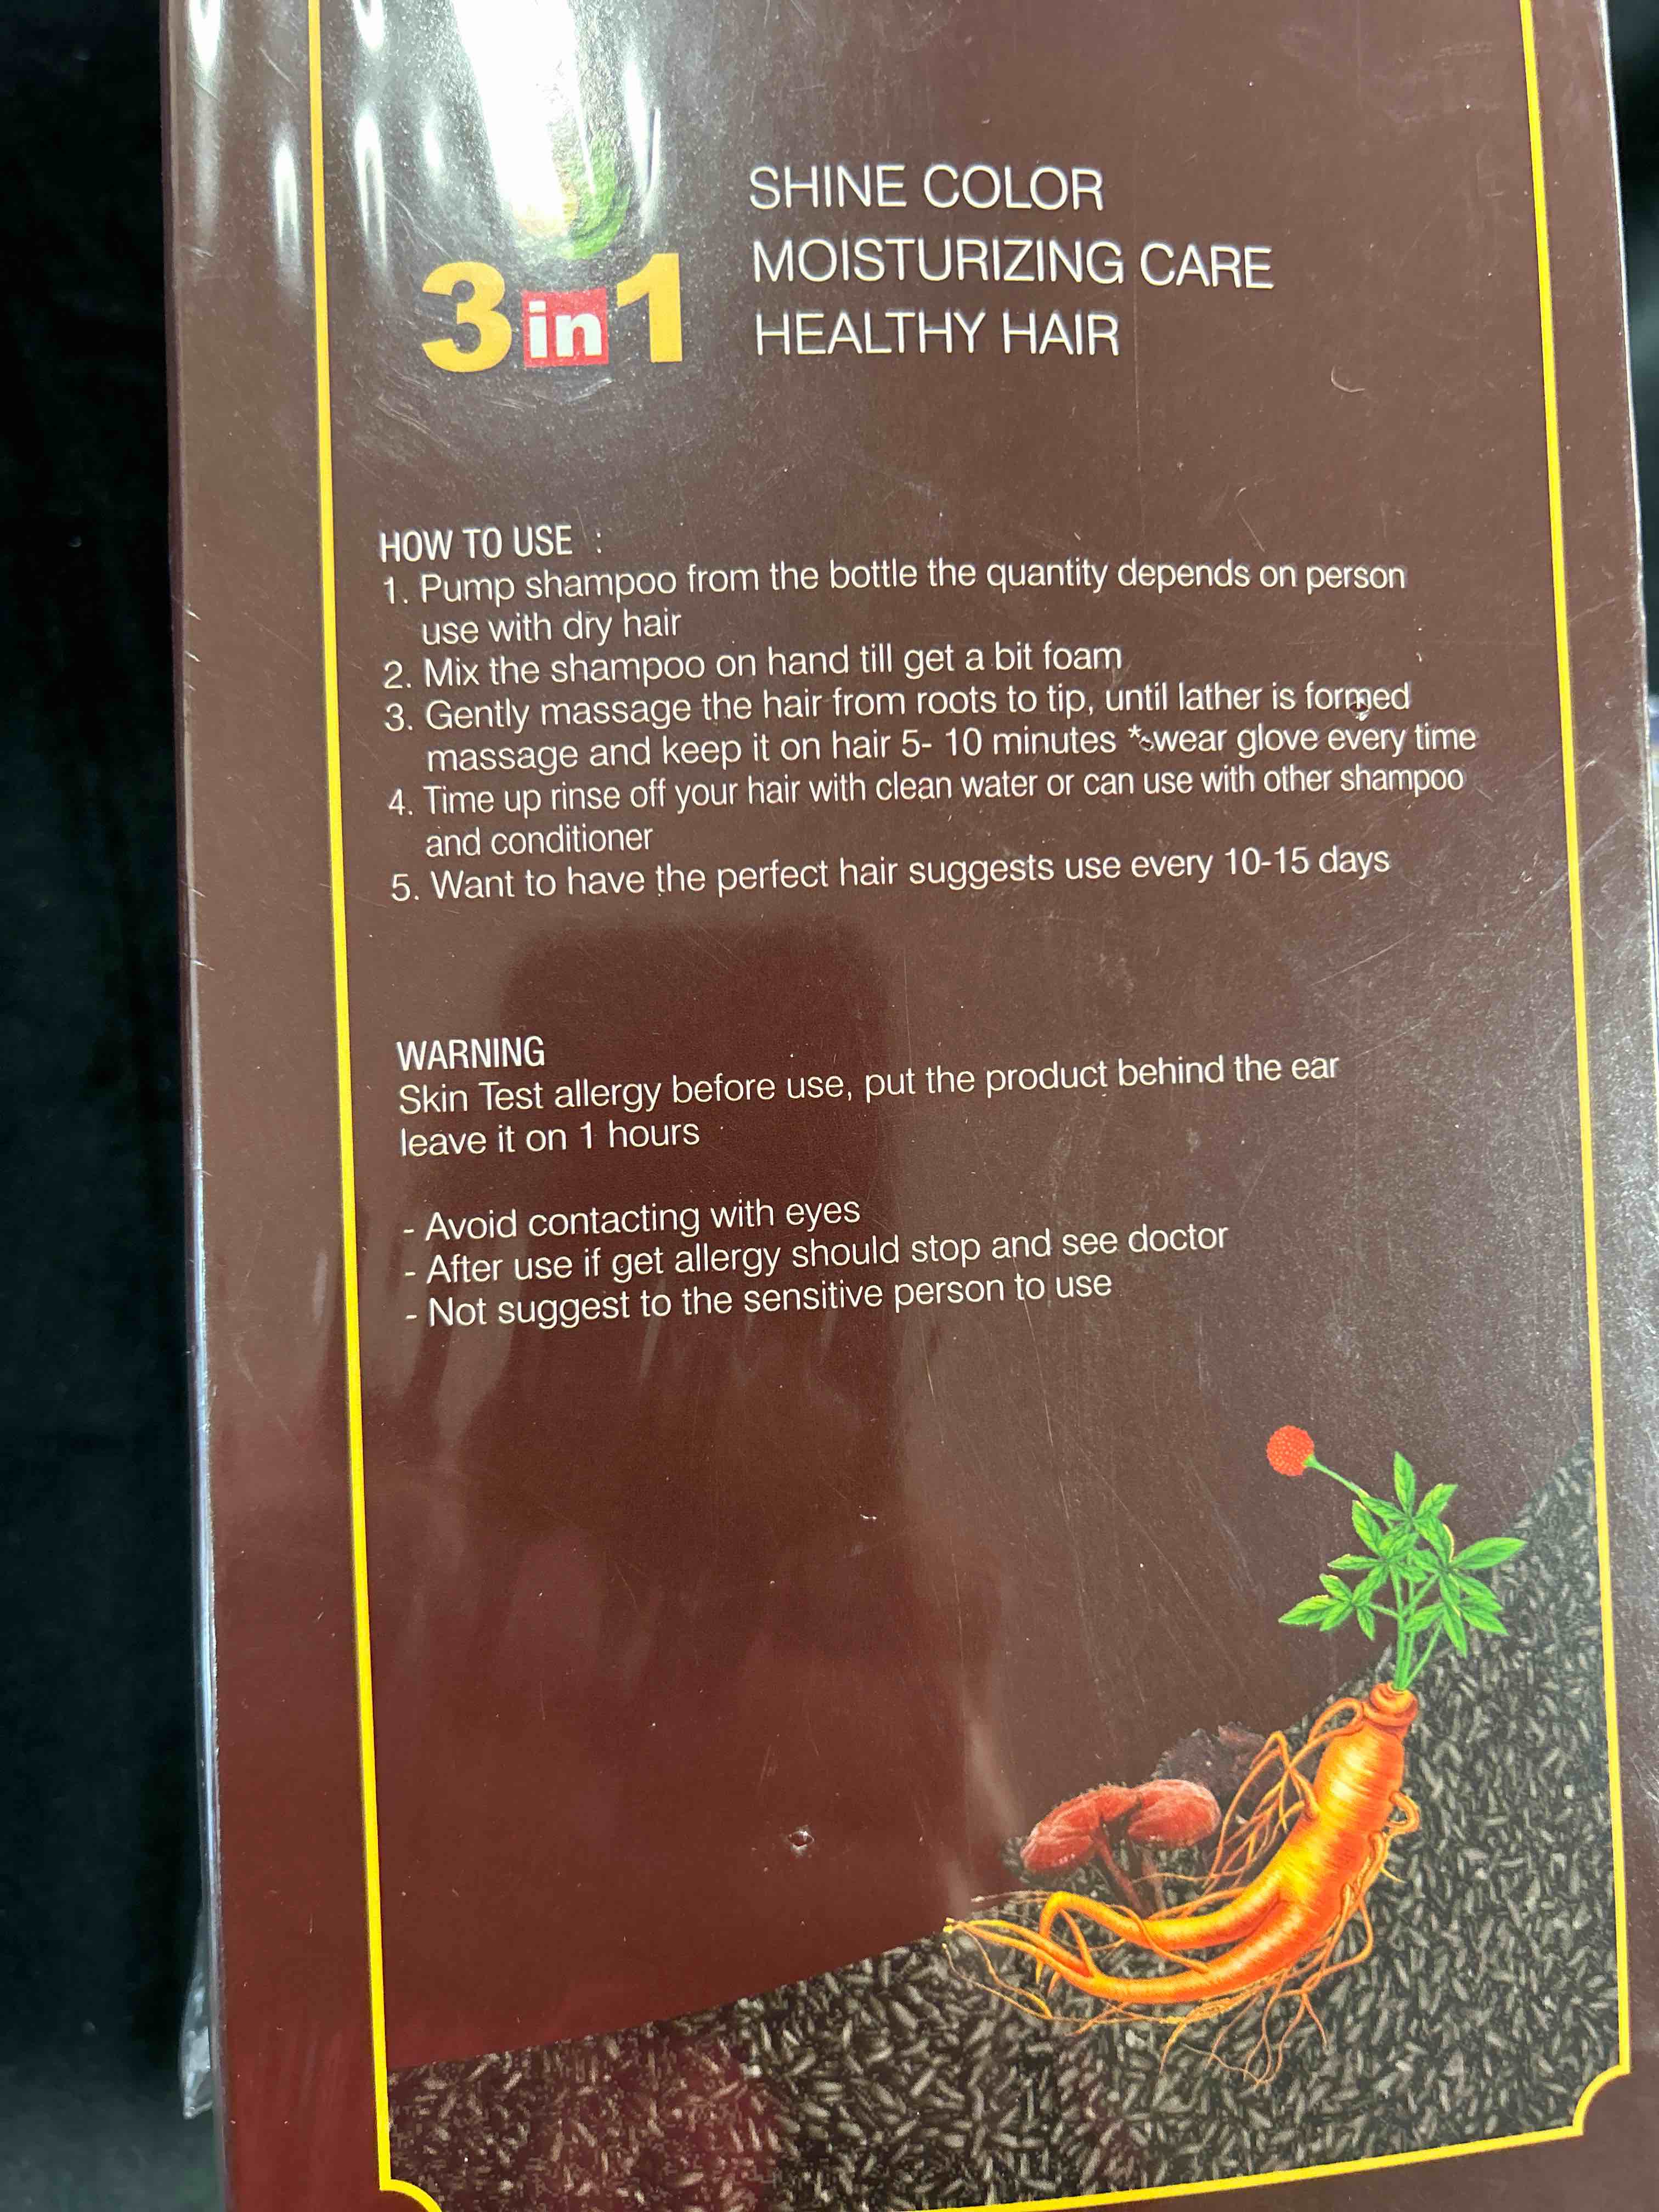 3 in 1
SHINE COLOR
MOISTURIZING CARE
HEALTHY HAIR
HOW TO USE :
1. Pump shampoo from the bottle the quantity depends on person
use with dry hair
2. Mix the shampoo on hand till get a bit foam
3. Gently massage the hair from roots to tip, until lather is formed
massage and keep it on hair 5- 10 minutes *wear glove every time
4. Time up rinse off your hair with clean water or can use with other shampoo
and conditioner
5. Want to have the perfect hair suggests use every 10-15 days
WARNING
Skin Test allergy before use, put the product behind the ear
leave it on 1 hours
- Avoid contacting with eyes
- After use if get allergy should stop and see doctor
- Not suggest to the sensitive person to use